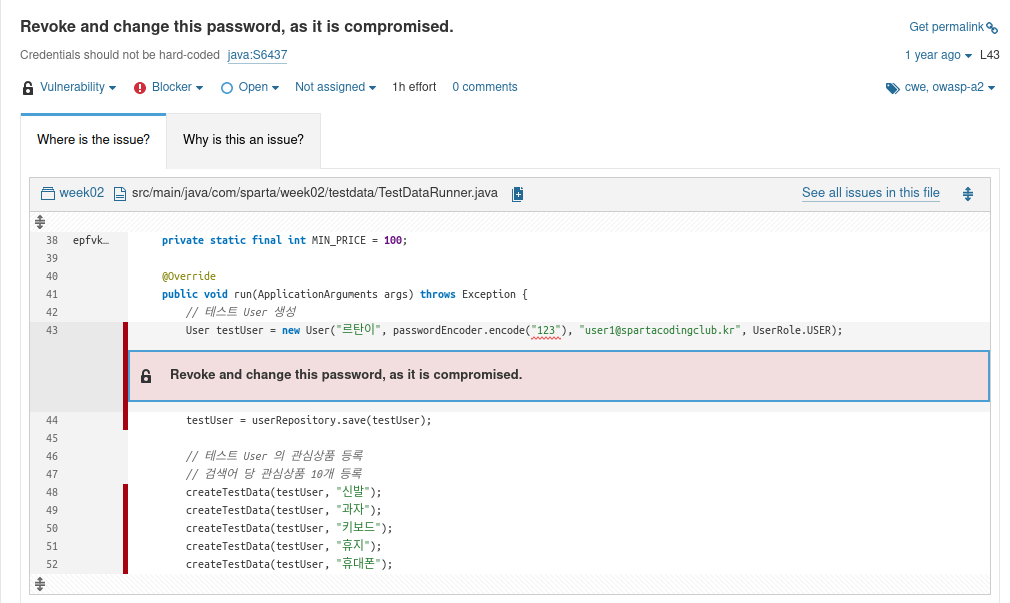 Revoke and change this password, as it is compromised.
Get permalink
Credentials should not be hard-coded java:S6437
1 year ago L43
Vulnerability Blocker Open Not assigned 1h effort 0 comments
cwe, owasp-a2
Where is the issue? Why is this an issue?
week02 src/main/java/com/sparta/week02/testdata/TestDataRunner.java See all issues in this file
38 epfvk… private static final int MIN_PRICE = 100;
39
40 @Override
41 public void run(ApplicationArguments args) throws Exception {
42 // 테스트 User 생성
43 User testUser = new User("르탄이", passwordEncoder.encode("123"), "user1@spartacodingclub.kr", UserRole.USER);
Revoke and change this password, as it is compromised.
44 testUser = userRepository.save(testUser);
45
46 // 테스트 User 의 관심상품 등록
47 // 검색어 당 관심상품 10개 등록
48 createTestData(testUser, "신발");
49 createTestData(testUser, "과자");
50 createTestData(testUser, "키보드");
51 createTestData(testUser, "휴지");
52 createTestData(testUser, "휴대폰");